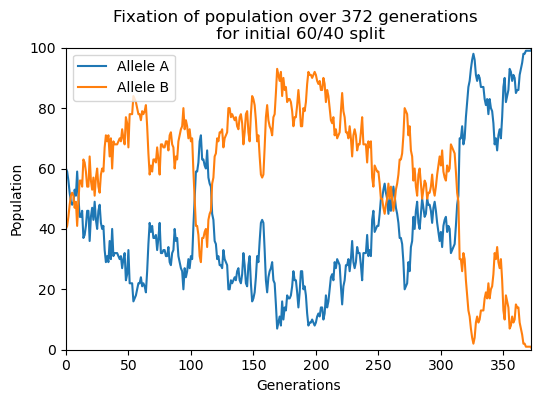 Fixation of population over 372 generations
for initial 60/40 split
Allele A
Allele B
Population
100
80
60
40
20
0
0 50 100 150 200 250 300 350
Generations